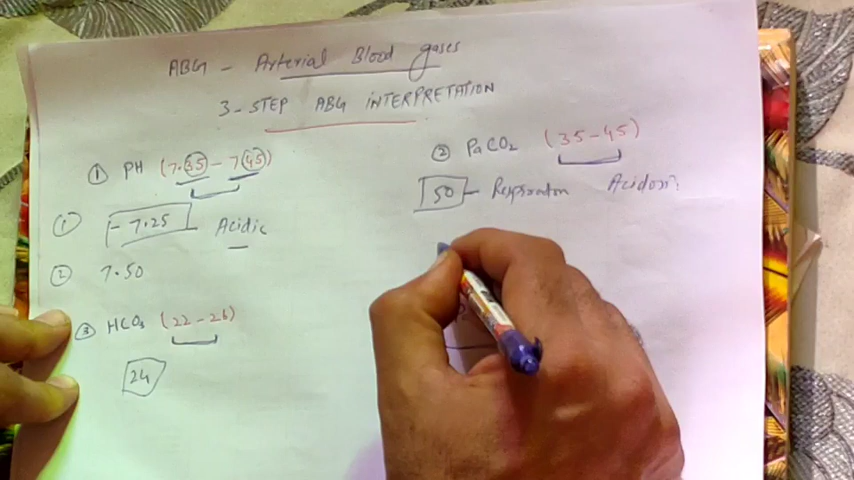 ABG - Arterial Blood gases
3-STEP ABG INTERPRETATION
① PH (7.35 - 7.45)
② PaCO₂ (35-45)
① - 7.25 - Acidic
50 - Respiraton Acidosis
② 7.50
③ HCO₃ (22-26)
24